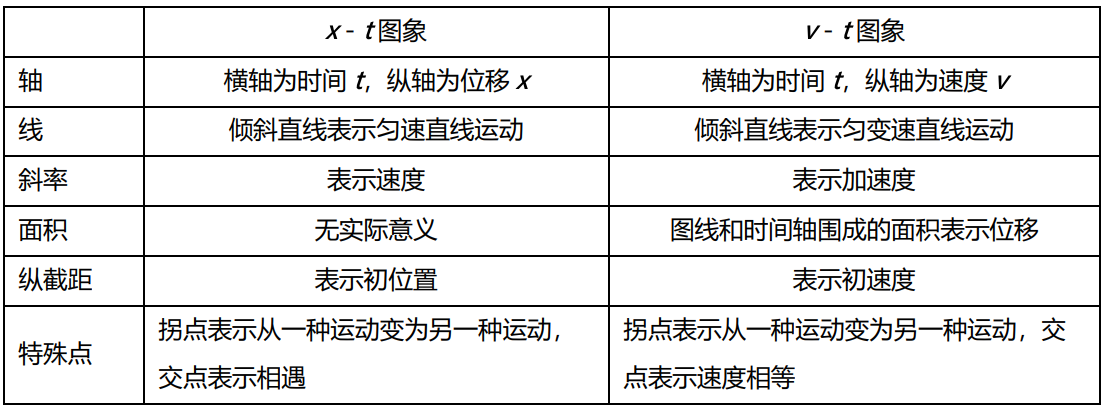 x - t 图象 v - t 图象
轴 横轴为时间 t，纵轴为位移 x 横轴为时间 t，纵轴为速度 v
线 倾斜直线表示匀速直线运动 倾斜直线表示匀变速直线运动
斜率 表示速度 表示加速度
面积 无实际意义 图线和时间轴围成的面积表示位移
纵截距 表示初位置 表示初速度
特殊点 拐点表示从一种运动变为另一种运动，
交点表示相遇
拐点表示从一种运动变为另一种运动，交
点表示速度相等